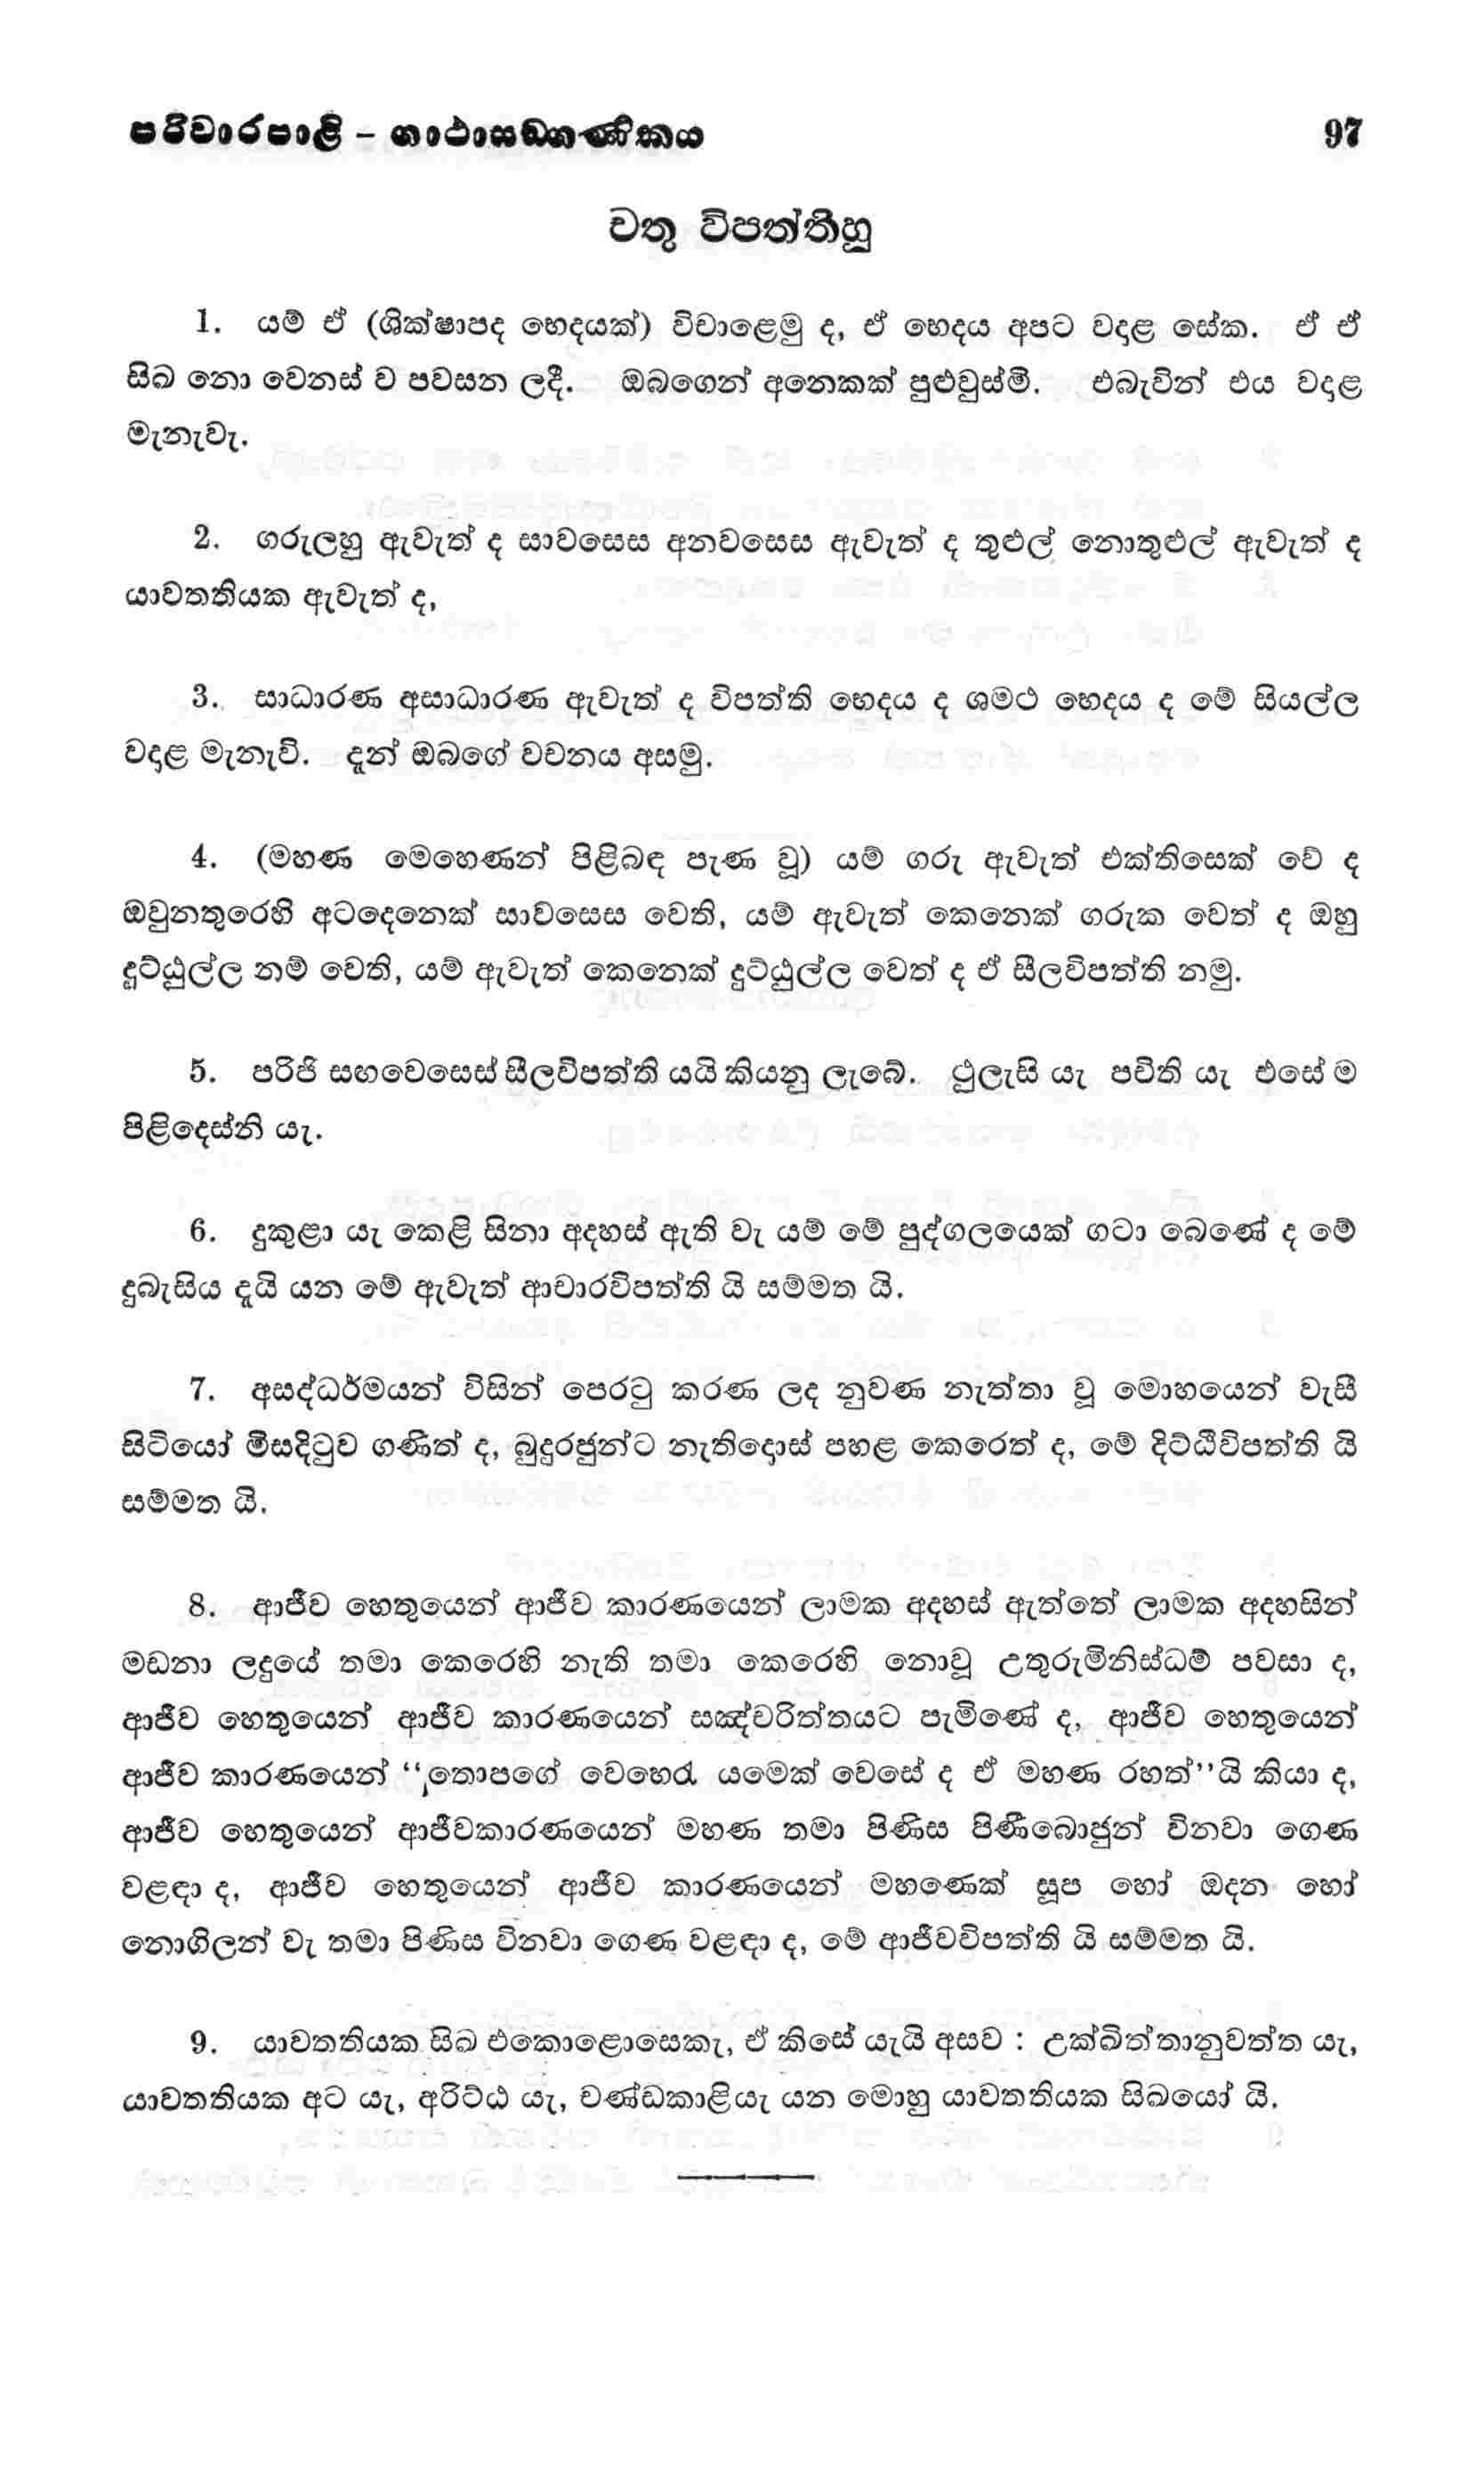 පරිවාරපාළි – ගාථාසඞගණිකය 97
චතු විපත්තීහු
1. යම් ඒ (ශික්ෂාපද භෙදයක්) විචාළෙමු ද, ඒ භෙදය අපට වදළ සේක. ඒ ඒ
සිඛ නො වෙනස් ව පවසන ලදී. ඔබගෙන් අනෙකක් පුළුවුස්මි. එබැවින් එය වදළ
මැනැවැ.
2. ගරුලහු ඇවැත් ද සාවසෙස අනවසෙස ඇවැත් ද තුළුල් නොතුළුල් ඇවැත් ද
යාවතතියක ඇවැත් ද,
3. සාධාරණ අසාධාරණ ඇවැත් ද විපත්ති භෙදය ද ශමථ භෙදය ද මේ සියල්ල
වදළ මැනැවි. දැන් ඔබගේ වචනය අසමු.
4. (මහණ මෙහෙණන් පිළිබඳ පැණ වූ) යම් ගරු ඇවැත් එක්තිසෙක් වේ ද
ඔවුනතුරෙහි අටදෙනෙක් සාවසෙස වෙති, යම් ඇවැත් කෙනෙක් ගරුක වෙත් ද ඔහු
දුට්ඨුල්ල නම් වෙති, යම් ඇවැත් කෙනෙක් දුට්ඨුල්ල වෙත් ද ඒ සීලවිපත්ති නමු.
5. පරිජි සඟවෙසෙස් සීලවිපත්ති යයි කියනු ලැබේ. ථුලැසි යැ පචිති යැ එසේ ම
පිළිදෙස්නි යැ.
6. දුකුළා යැ කෙළි සිනා අදහස් ඇති වැ යම් මේ පුද්ගලයෙක් ගටා බෙණේ ද මේ
දුබැසිය දැයි යන මේ ඇවැත් ආචාරවිපත්ති යි සම්මත යි.
7. අසද්ධර්මයන් විසින් පෙරටු කරණ ලද නුවණ නැත්තා වූ මොහයෙන් වැසී
සිටියෝ මිසදිටුව ගණිත් ද, බුදුරජුන්ට නැතිදොස් පහළ කෙරෙත් ද, මේ දිට්ඨිවිපත්ති යි
සම්මත යි.
8. ආජීව හෙතුයෙන් ආජීව කාරණයෙන් ලාමක අදහස් ඇත්තේ ලාමක අදහසින්
මඩනා ලදුයේ තමා කෙරෙහි නැති තමා කෙරෙහි නොවූ උතුරුමිනිස්ධම් පවසා ද,
ආජීව හෙතුයෙන් ආජීව කාරණයෙන් සඤ්චරිත්තයට පැමිණේ ද, ආජීව හෙතුයෙන්
ආජීව කාරණයෙන් “තොපගේ වෙහෙරැ යමෙක් වෙසේ ද ඒ මහණ රහත්”යි කියා ද,
ආජීව හෙතුයෙන් ආජීවකාරණයෙන් මහණ තමා පිණිස පිණීබොජුන් විනවා ගෙණ
වළඳා ද, ආජීව හෙතුයෙන් ආජීව කාරණයෙන් මහණෙක් සූප හෝ ඔදන හෝ
නොගිලන් වැ තමා පිණිස විනවා ගෙණ වළඳා ද, මේ ආජීවවිපත්ති යි සම්මත යි.
9. යාවතතියක සිඛ එකොළොසෙකැ, ඒ කිසේ යැයි අසව : උක්ඛිත්තානුවත්ත යැ,
යාවතතියක අට යැ, අරිට්ඨ යැ, චණ්ඩකාළියැ යන මොහු යාවතතියක සිඛයෝ යි.